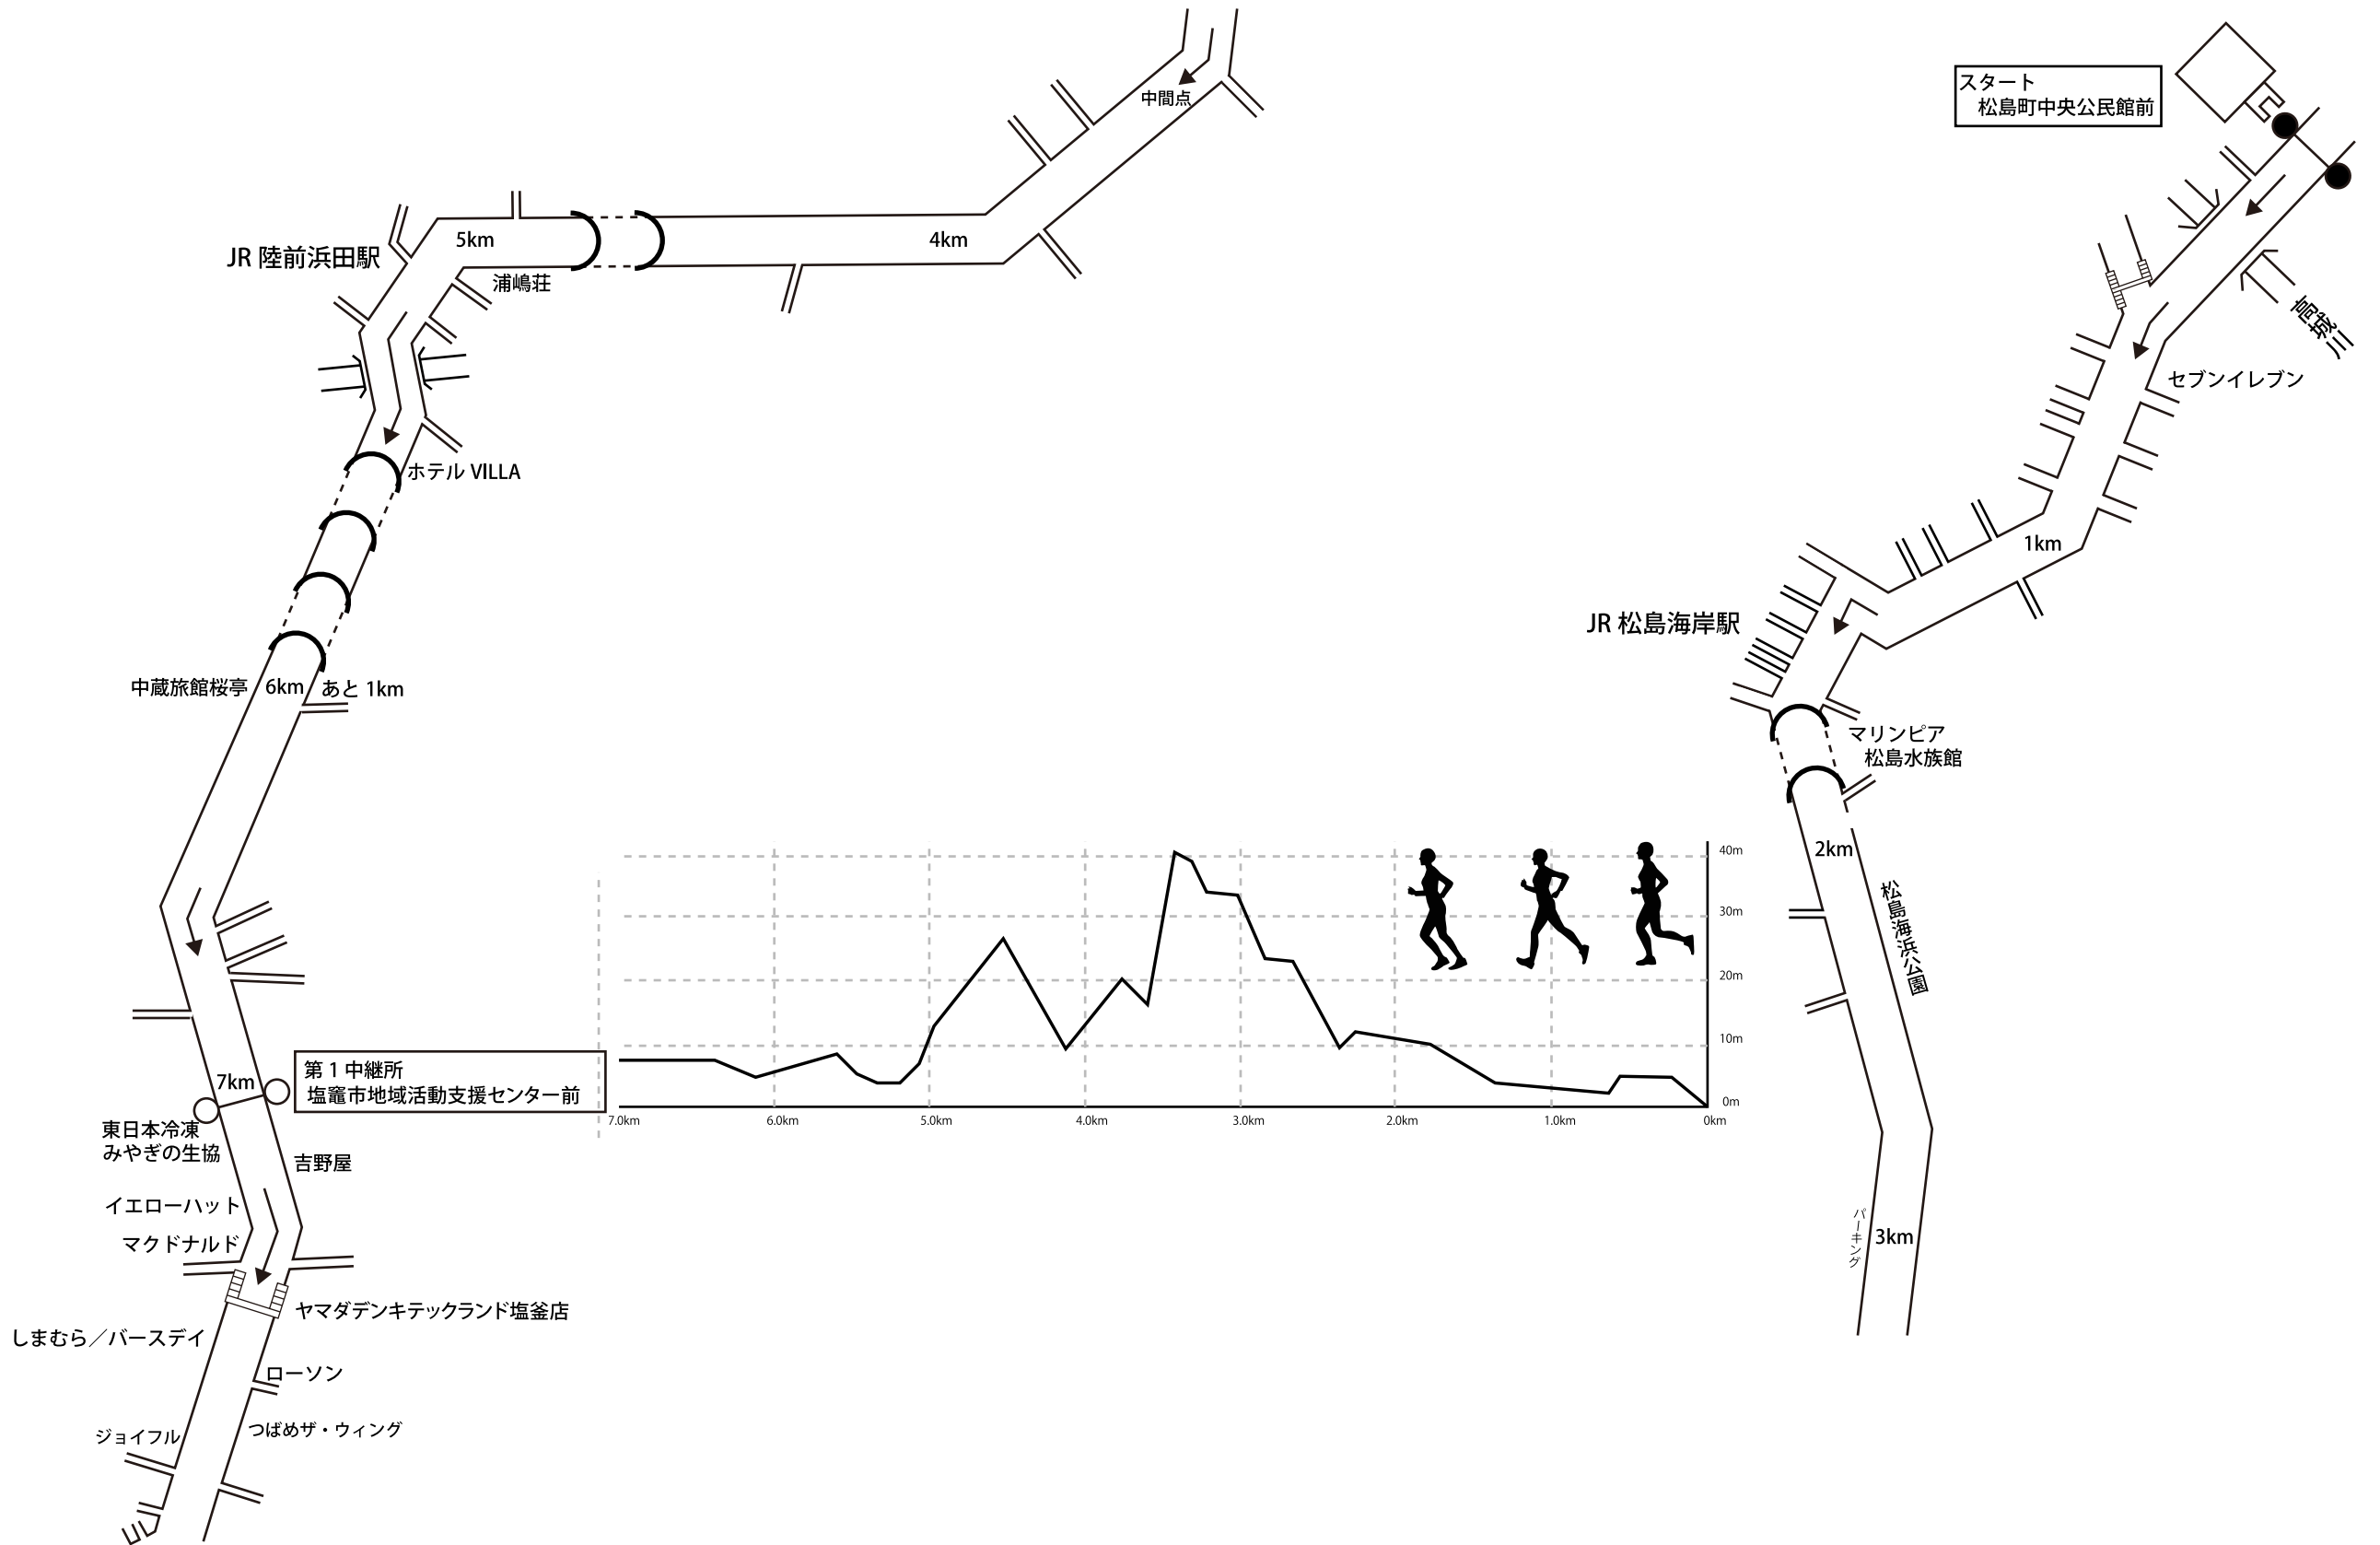 スタート
松島町中央公民館前
中間点
高城川
JR 陸前浜田駅
5km
4km
浦嶋荘
セブンイレブン
ホテル VILLA
1km
JR 松島海岸駅
中蔵旅館桜亭
6km
あと 1km
マリンピア
松島水族館
2km
松島海浜公園
40m
30m
20m
10m
0m
7.0km
6.0km
5.0km
4.0km
3.0km
2.0km
1.0km
0km
7km
第 1 中継所
塩竈市地域活動支援センター前
東日本冷凍
みやぎの生協
吉野屋
イエローハット
マクドナルド
パーキング
3km
ヤマダデンキテックランド塩釜店
しまむら／バースデイ
ローソン
ジョイフル
つばめザ・ウィング